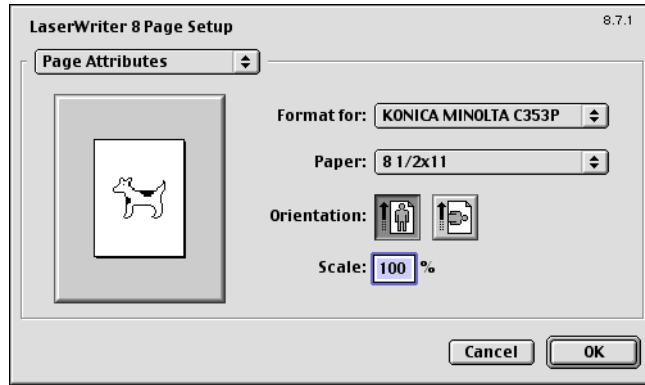 LaserWriter 8 Page Setup
8.7.1
Page Attributes
Format for: KONICA MINOLTA C353P
Paper: 8 1/2x11
Orientation:
Scale: 100 %
Cancel OK